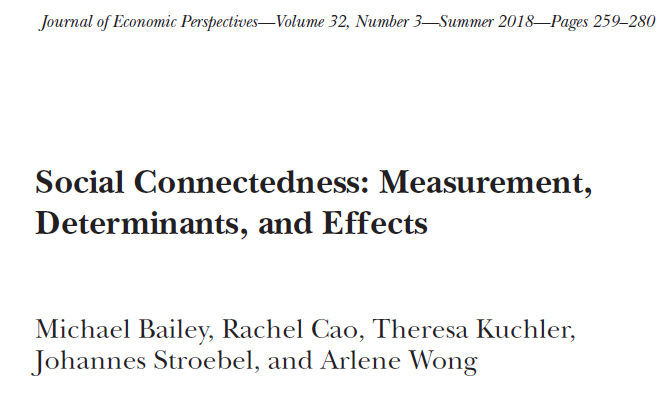 Journal of Economic Perspectives—Volume 32, Number 3—Summer 2018—Pages 259–280
Social Connectedness: Measurement,
Determinants, and Effects
Michael Bailey, Rachel Cao, Theresa Kuchler,
Johannes Stroebel, and Arlene Wong